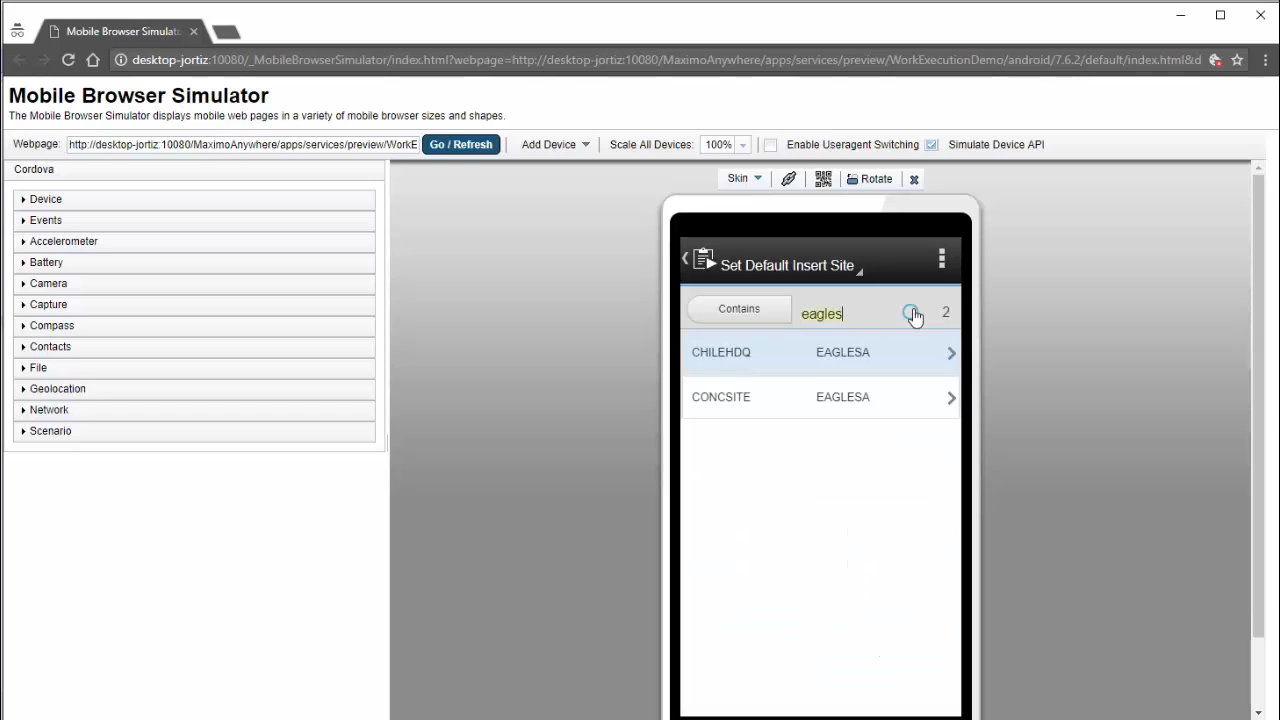 Mobile Browser Simulat
desktop-jortiz:10080/_MobileBrowserSimulator/index.html?webpage=http://desktop-jortiz:10080/MaximoAnywhere/apps/services/preview/WorkExecutionDemo/android/7.6.2/default/index.html&d
Mobile Browser Simulator
The Mobile Browser Simulator displays mobile web pages in a variety of mobile browser sizes and shapes.
Webpage: http://desktop-jortiz:10080/MaximoAnywhere/apps/services/preview/WorkE Go / Refresh Add Device Scale All Devices: 100% Enable Useragent Switching Simulate Device API
Cordova
Skin Rotate
Device
Events
Accelerometer
Battery
Camera
Capture
Compass
Contacts
File
Geolocation
Network
Scenario
Set Default Insert Site
Contains eagles 2
CHILEHDQ EAGLESA
CONCSITE EAGLESA